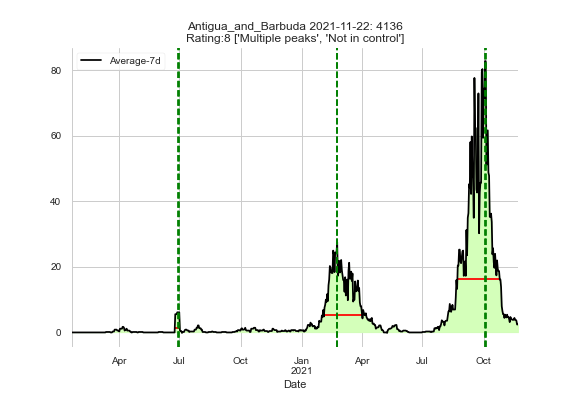 Antigua_and_Barbuda 2021-11-22: 4136
Rating:8 ['Multiple peaks', 'Not in control']
Average-7d
80
60
40
20
0
Apr Jul Oct Jan Apr Jul Oct
2021
Date